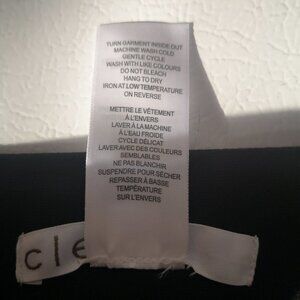 TURN GARMENT INSIDE OUT
MACHINE WASH COLD
GENTLE CYCLE
WASH WITH LIKE COLOURS
DO NOT BLEACH
HANG TO DRY
IRON AT LOW TEMPERATURE
ON REVERSE
METTRE LE VÊTEMENT
À L'ENVERS
LAVER À LA MACHINE
À L'EAU FROIDE
CYCLE DÉLICAT
LAVER AVEC DES COULEURS
SEMBLABLES
NE PAS BLANCHIR
SUSPENDRE POUR SÉCHER
REPASSER À BASSE
TEMPÉRATURE
SUR L'ENVERS
cle